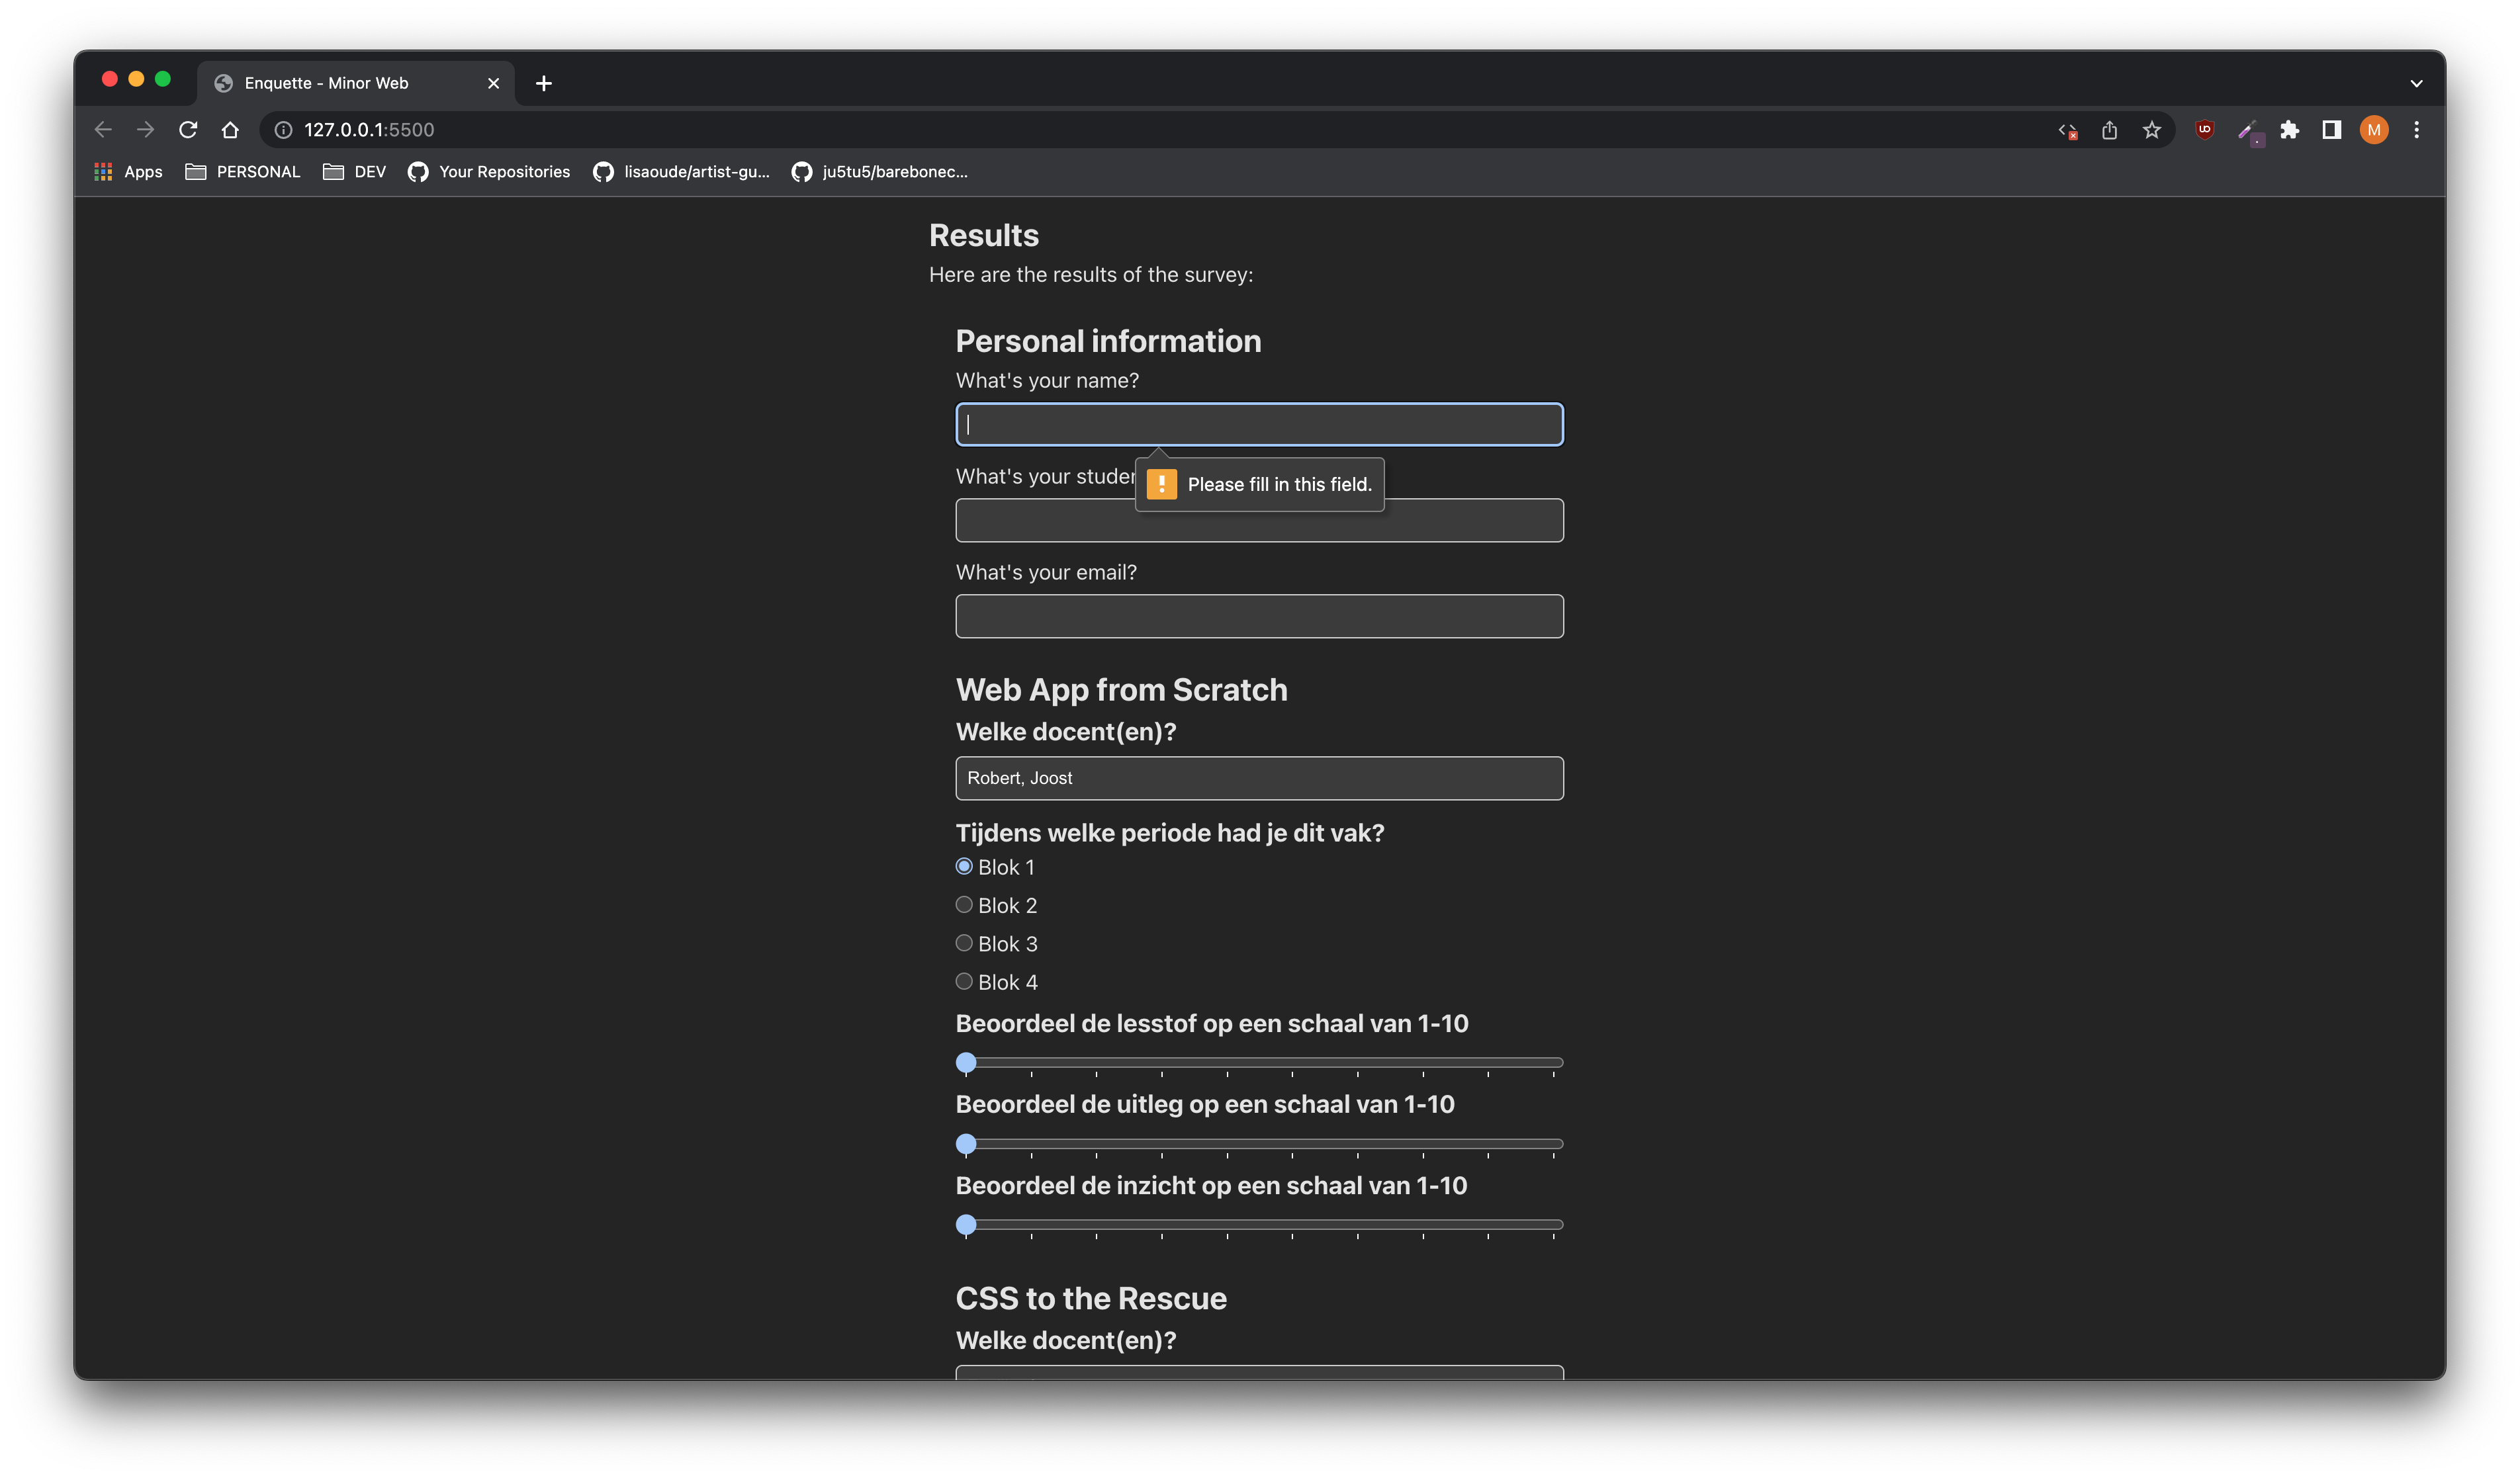 Enquette - Minor Web
127.0.0.1:5500
M
Apps
PERSONAL
DEV
Your Repositories
lisaoude/artist-gu...
ju5tu5/barebonec...
Results
Here are the results of the survey:
Personal information
What's your name?
What's your
Please fill in this field.
What's your email?
Web App from Scratch
Welke docent(en)?
Robert, Joost
Tijdens welke periode had je dit vak?
Blok 1
Blok 2
Blok 3
Blok 4
Beoordeel de lesstof op een schaal van 1-10
Beoordeel de uitleg op een schaal van 1-10
Beoordeel de inzicht op een schaal van 1-10
CSS to the Rescue
Welke docent(en)?